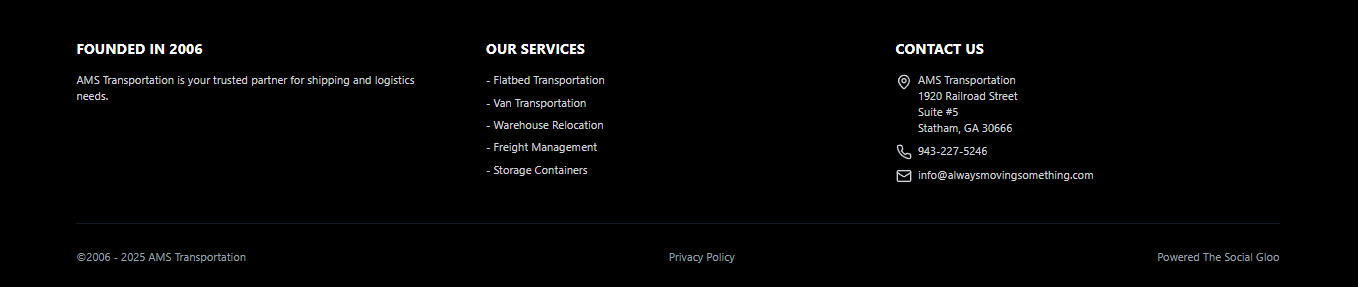 FOUNDED IN 2006
AMS Transportation is your trusted partner for shipping and logistics
needs.
OUR SERVICES
- Flatbed Transportation
- Van Transportation
- Warehouse Relocation
- Freight Management
- Storage Containers
CONTACT US
AMS Transportation
1920 Railroad Street
Suite #5
Statham, GA 30666
943-227-5246
info@alwaysmovingsomething.com
©2006 - 2025 AMS Transportation
Privacy Policy
Powered The Social Gloo